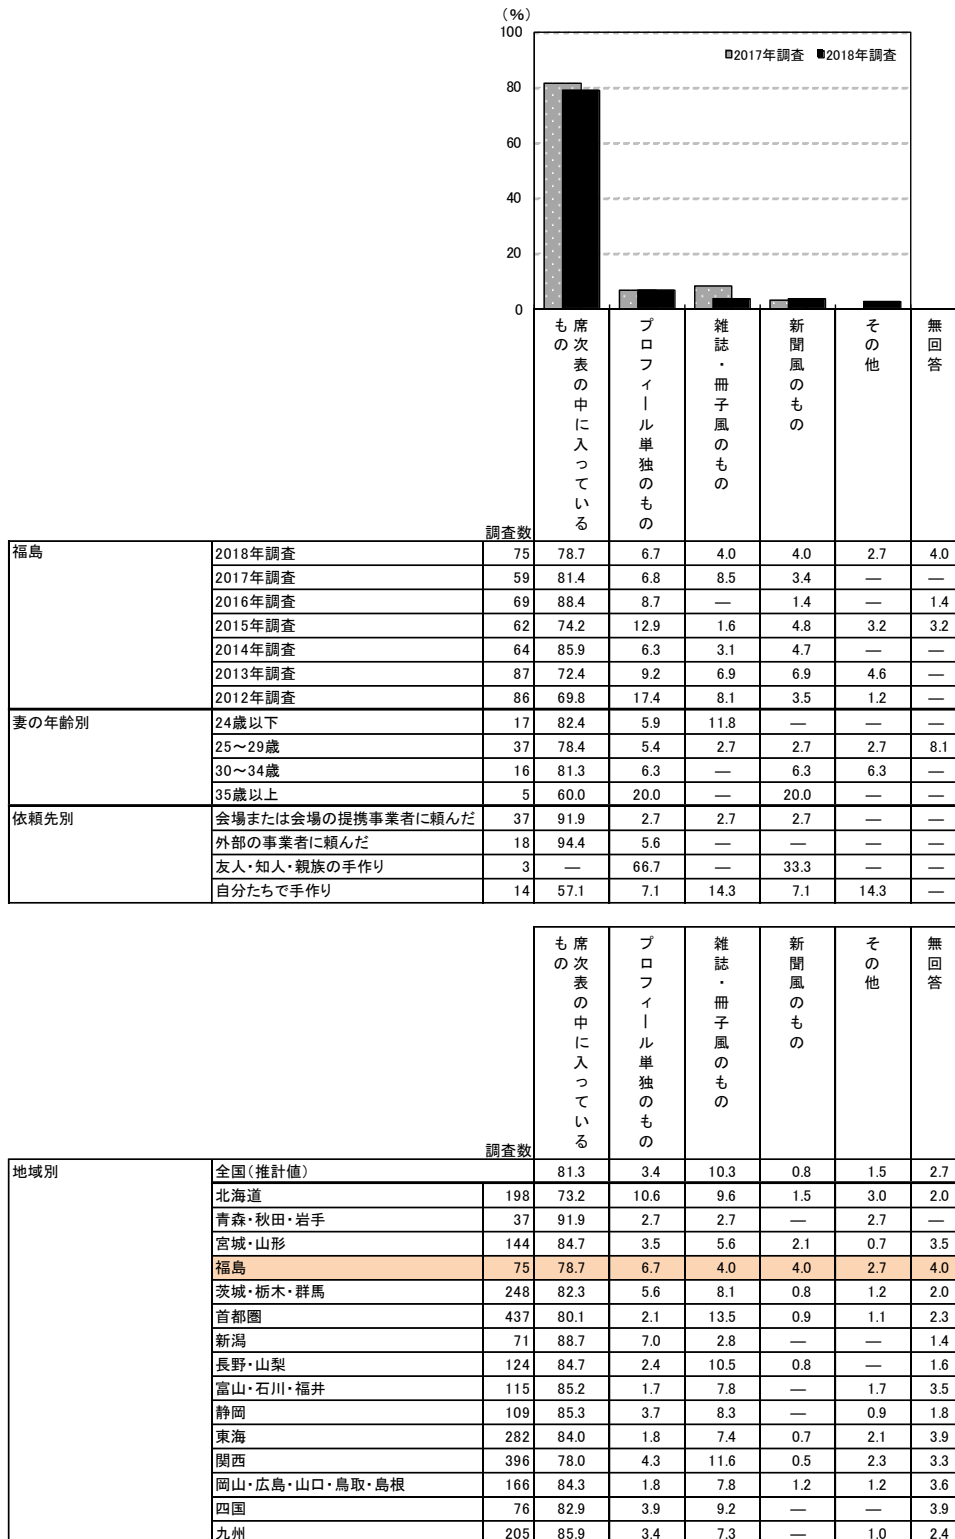 (%)
100
2017年調査 2018年調査
80
60
40
20
0
席次表の中に入っているもの プロフィール単独のもの 雑誌・冊子風のもの 新聞風のもの その他 無回答
調査数
福島 2018年調査 75 78.7 6.7 4.0 4.0 2.7 4.0
2017年調査 59 81.4 6.8 8.5 3.4 — —
2016年調査 69 88.4 8.7 — 1.4 — 1.4
2015年調査 62 74.2 12.9 1.6 4.8 3.2 3.2
2014年調査 64 85.9 6.3 3.1 4.7 — —
2013年調査 87 72.4 9.2 6.9 6.9 4.6 —
2012年調査 86 69.8 17.4 8.1 3.5 1.2 —
妻の年齢別 24歳以下 17 82.4 5.9 11.8 — — —
25～29歳 37 78.4 5.4 2.7 2.7 2.7 8.1
30～34歳 16 81.3 6.3 — 6.3 6.3 —
35歳以上 5 60.0 20.0 — 20.0 — —
依頼先別 会場または会場の提携事業者に頼んだ 37 91.9 2.7 2.7 2.7 — —
外部の事業者に頼んだ 18 94.4 5.6 — — — —
友人・知人・親族の手作り 3 — 66.7 — 33.3 — —
自分たちで手作り 14 57.1 7.1 14.3 7.1 14.3 —
席次表の中に入っているもの プロフィール単独のもの 雑誌・冊子風のもの 新聞風のもの その他 無回答
調査数
地域別 全国(推計値) 81.3 3.4 10.3 0.8 1.5 2.7
北海道 198 73.2 10.6 9.6 1.5 3.0 2.0
青森・秋田・岩手 37 91.9 2.7 2.7 — 2.7 —
宮城・山形 144 84.7 3.5 5.6 2.1 0.7 3.5
福島 75 78.7 6.7 4.0 4.0 2.7 4.0
茨城・栃木・群馬 248 82.3 5.6 8.1 0.8 1.2 2.0
首都圏 437 80.1 2.1 13.5 0.9 1.1 2.3
新潟 71 88.7 7.0 2.8 — — 1.4
長野・山梨 124 84.7 2.4 10.5 0.8 — 1.6
富山・石川・福井 115 85.2 1.7 7.8 — 1.7 3.5
静岡 109 85.3 3.7 8.3 — 0.9 1.8
東海 282 84.0 1.8 7.4 0.7 2.1 3.9
関西 396 78.0 4.3 11.6 0.5 2.3 3.3
岡山・広島・山口・鳥取・島根 166 84.3 1.8 7.8 1.2 1.2 3.6
四国 76 82.9 3.9 9.2 — — 3.9
九州 205 85.9 3.4 7.3 — 1.0 2.4